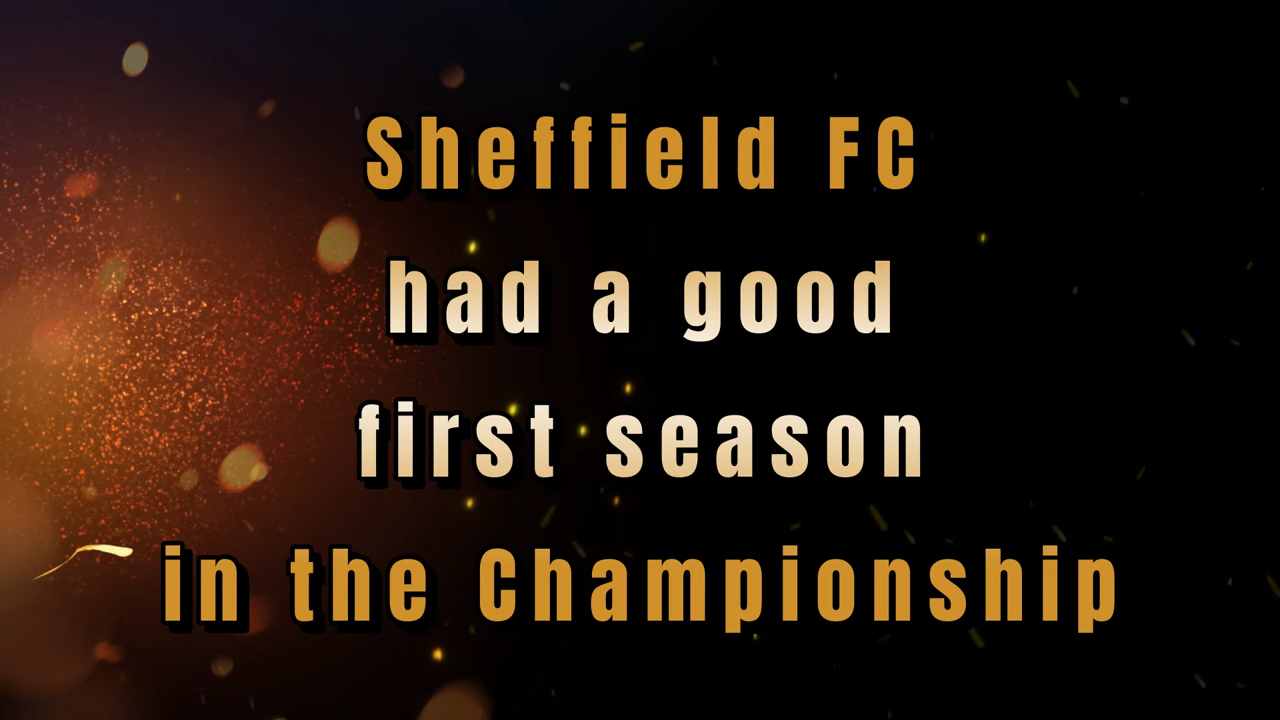 Sheffield FC
had a good
first season
in the Championship